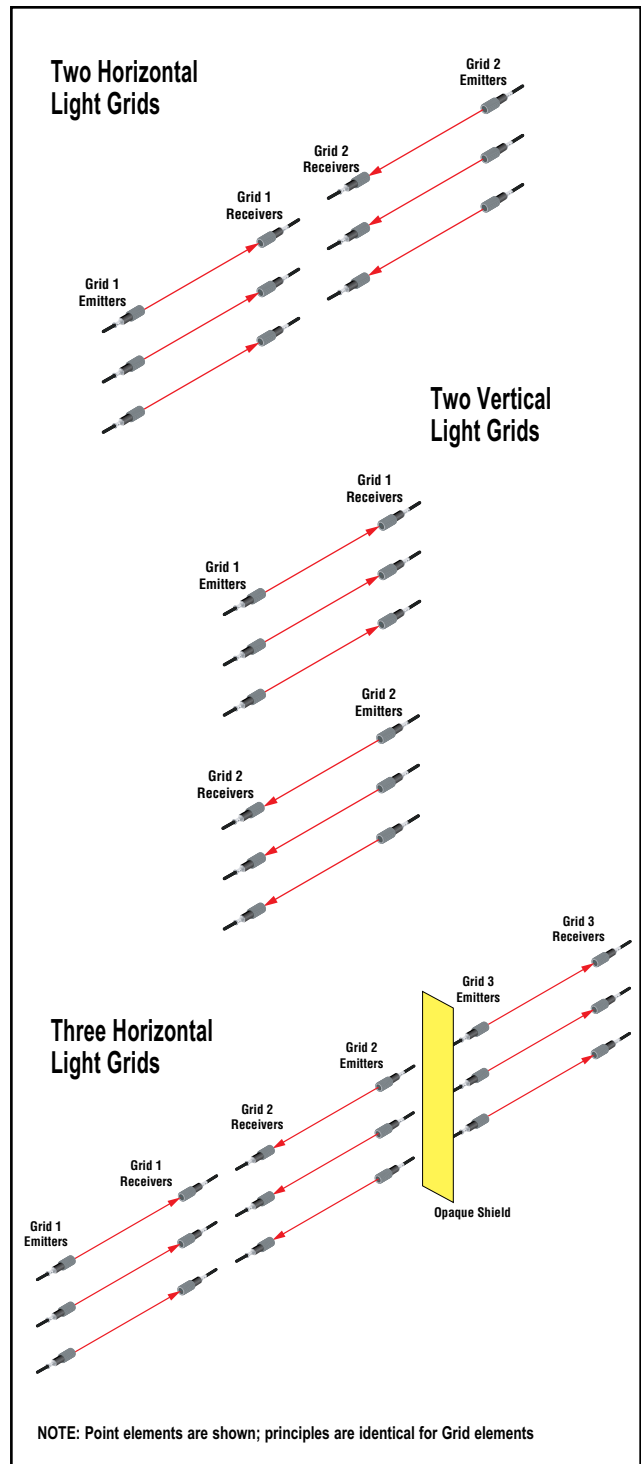 Two Horizontal
Light Grids
Grid 2
Emitters
Grid 2
Receivers
Grid 1
Receivers
Grid 1
Emitters
Two Vertical
Light Grids
Grid 1
Receivers
Grid 1
Emitters
Grid 2
Emitters
Grid 2
Receivers
Three Horizontal
Light Grids
Grid 3
Receivers
Grid 3
Emitters
Grid 2
Emitters
Grid 2
Receivers
Grid 1
Receivers
Grid 1
Emitters
Opaque Shield
NOTE: Point elements are shown; principles are identical for Grid elements